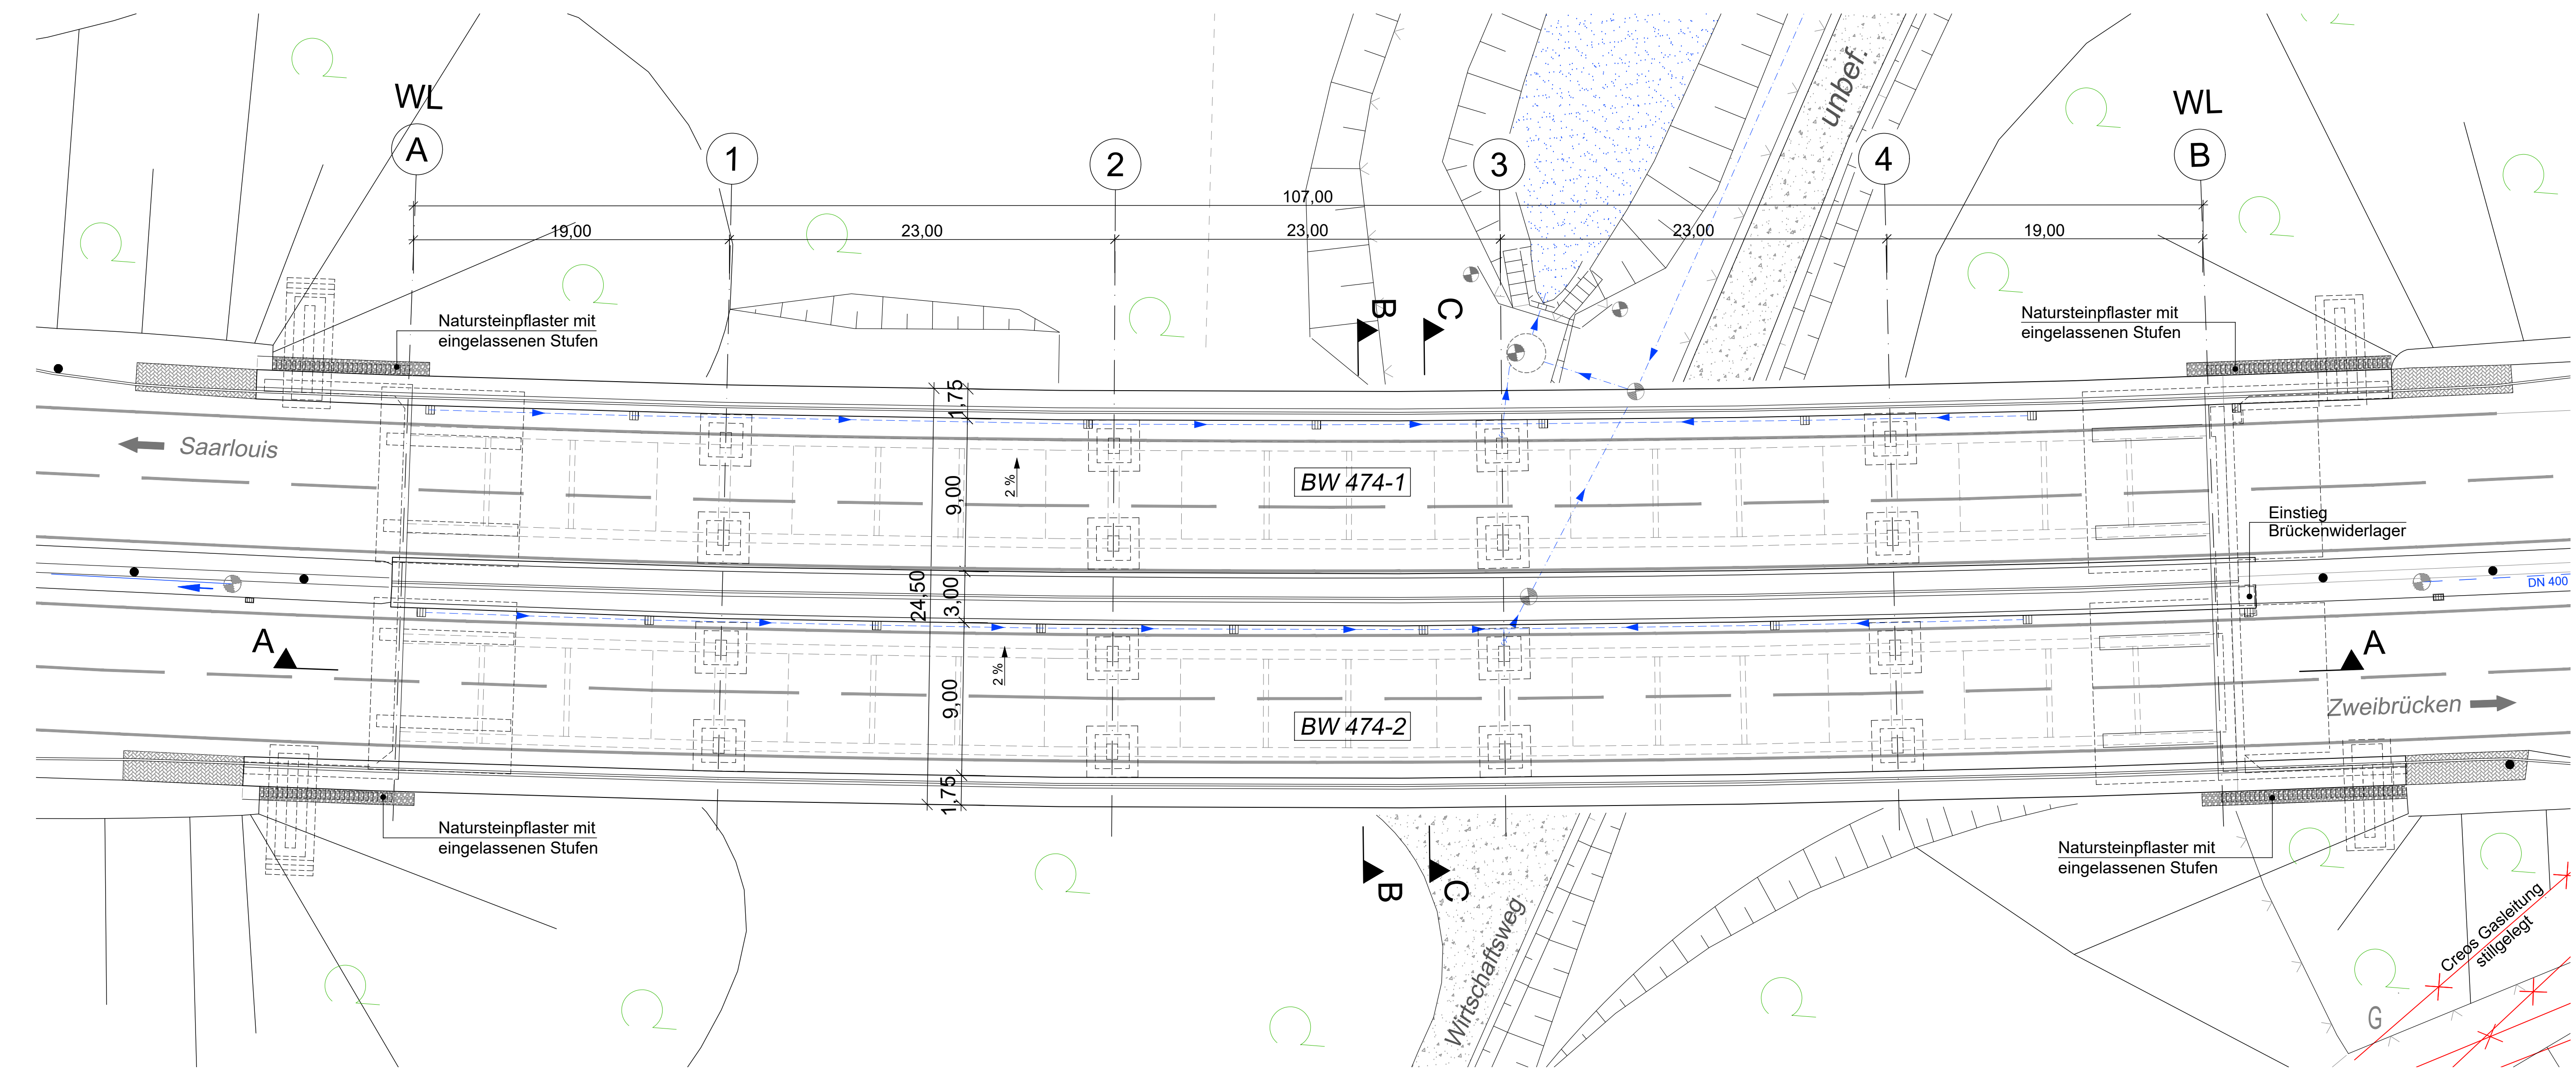 unbef.
WL
WL
A
1
2
3
4
B
107,00
19,00
23,00
23,00
23,00
19,00
B
C
Natursteinpflaster mit
eingelassenen Stufen
Natursteinpflaster mit
eingelassenen Stufen
1,75
Saarlouis
9,00
2 %
BW 474-1
Einstieg
Brückenwiderlager
24,50
3,00
DN 400
A
A
2 %
9,00
BW 474-2
Zweibrücken
1,75
Natursteinpflaster mit
eingelassenen Stufen
Natursteinpflaster mit
eingelassenen Stufen
B
C
Wirtschaftsweg
Creos Gasleitung
stillgelegt
G